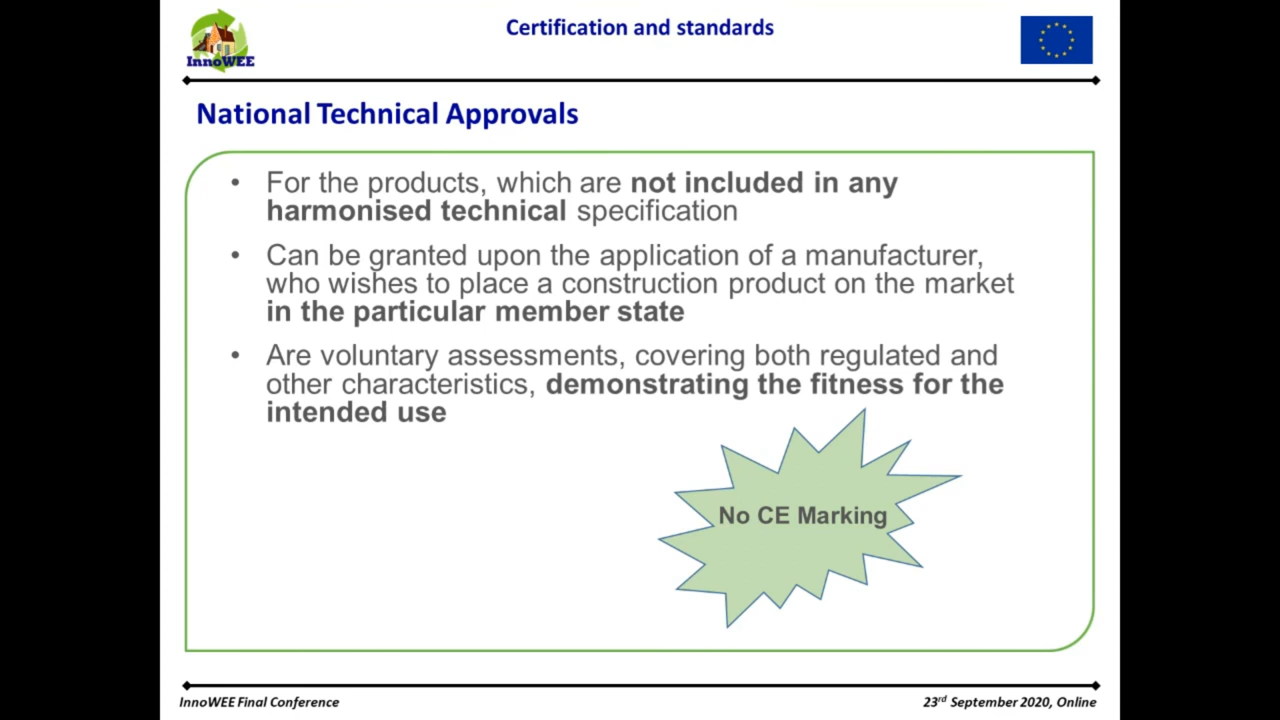 Certification and standards
InnoWEE
National Technical Approvals
• For the products, which are not included in any
harmonised technical specification
• Can be granted upon the application of a manufacturer,
who wishes to place a construction product on the market
in the particular member state
• Are voluntary assessments, covering both regulated and
other characteristics, demonstrating the fitness for the
intended use
No CE Marking
InnoWEE Final Conference
23rd September 2020, Online